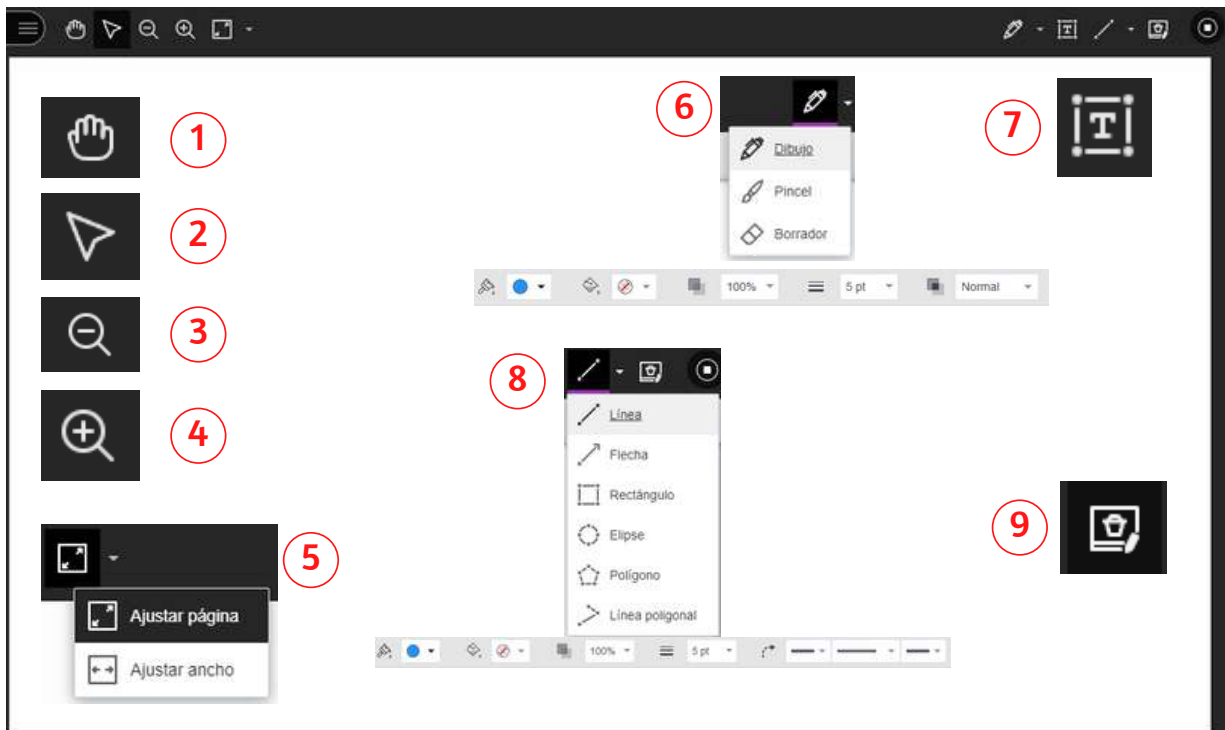 1
2
3
4
5
Ajustar página
Ajustar ancho
6
Dibujo
Pincel
Borrador
100%
5 pt
Normal
7
T
8
Línea
Flecha
Rectángulo
Elipse
Polígono
Línea poligonal
100%
5 pt
9